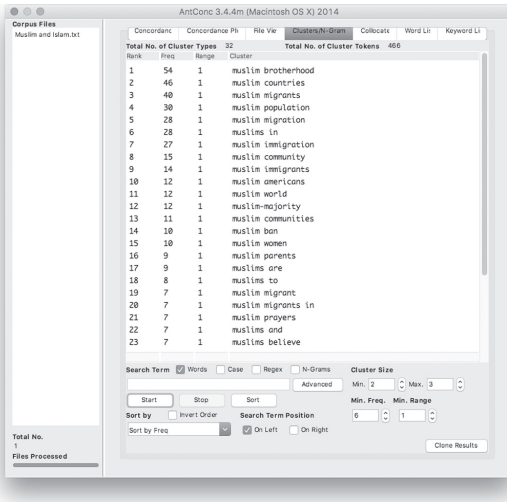 AntConc 3.4.4m (Macintosh OS X) 2014
Corpus Files
Muslim and Islam.txt
Concordanc Concordance Plo File Vie Clusters/N-Gram Collocate Word Lis Keyword Li
Total No. of Cluster Types 32 Total No. of Cluster Tokens 466
Rank Freq Range Cluster
1 54 1 muslim brotherhood
2 46 1 muslim countries
3 40 1 muslim migrants
4 30 1 muslim population
5 28 1 muslim migration
6 28 1 muslims in
7 27 1 muslim immigration
8 15 1 muslim community
9 14 1 muslim immigrants
10 12 1 muslim americans
11 12 1 muslim world
12 12 1 muslim-majority
13 11 1 muslim communities
14 10 1 muslim ban
15 10 1 muslim women
16 9 1 muslim parents
17 9 1 muslims are
18 8 1 muslims to
19 7 1 muslim migrant
20 7 1 muslim migrants in
21 7 1 muslim prayers
22 7 1 muslims and
23 7 1 muslims believe
Search Term Words Case Regex N-Grams Cluster Size
Advanced Min. 2 Max. 3
Start Stop Sort Min. Freq. Min. Range
Sort by Invert Order Search Term Position 6 1
Sort by Freq On Left On Right
Total No.
1
Files Processed
Clone Results